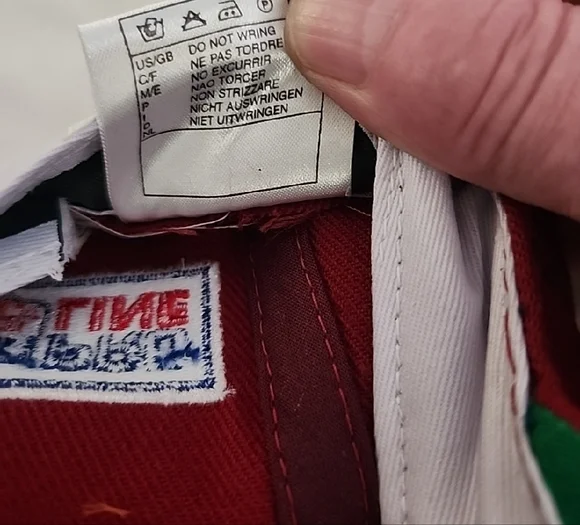 US/GB DO NOT WRING
C/F NE PAS TORDRE
M/E NO EXCURRIR
P NAO TORCER
I NON STRIZZARE
D NICHT AUSWRINGEN
NL NIET UITWRINGEN
P
LINE